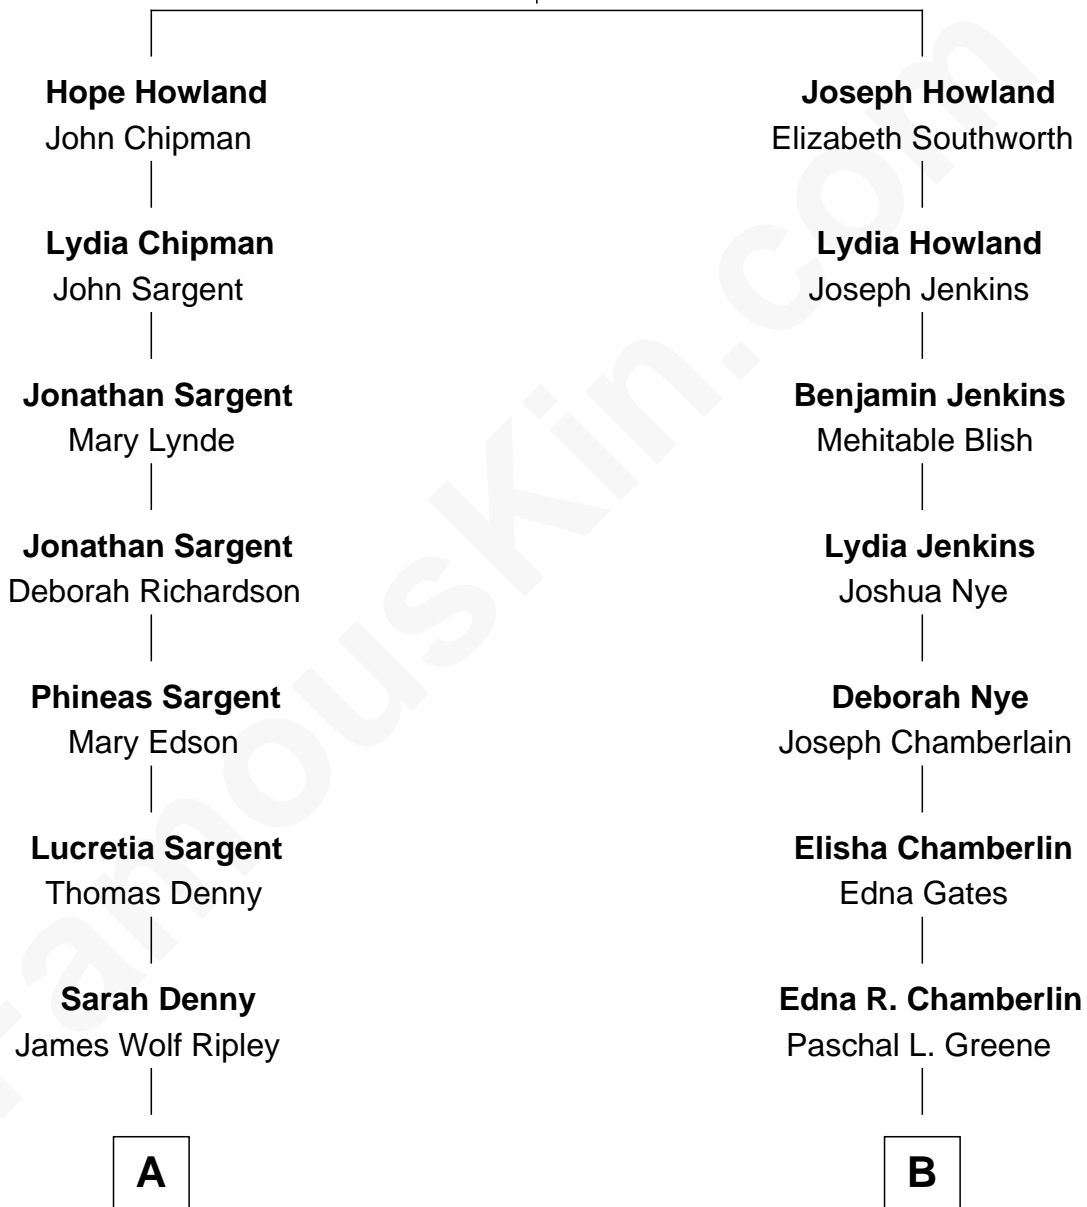 Hope Howland
John Chipman
Lydia Chipman
John Sargent
Jonathan Sargent
Mary Lynde
Jonathan Sargent
Deborah Richardson
Phineas Sargent
Mary Edson
Lucretia Sargent
Thomas Denny
Sarah Denny
James Wolf Ripley
A
Joseph Howland
Elizabeth Southworth
Lydia Howland
Joseph Jenkins
Benjamin Jenkins
Mehitable Blish
Lydia Jenkins
Joshua Nye
Deborah Nye
Joseph Chamberlain
Elisha Chamberlin
Edna Gates
Edna R. Chamberlin
Paschal L. Greene
B
FamousKin.com